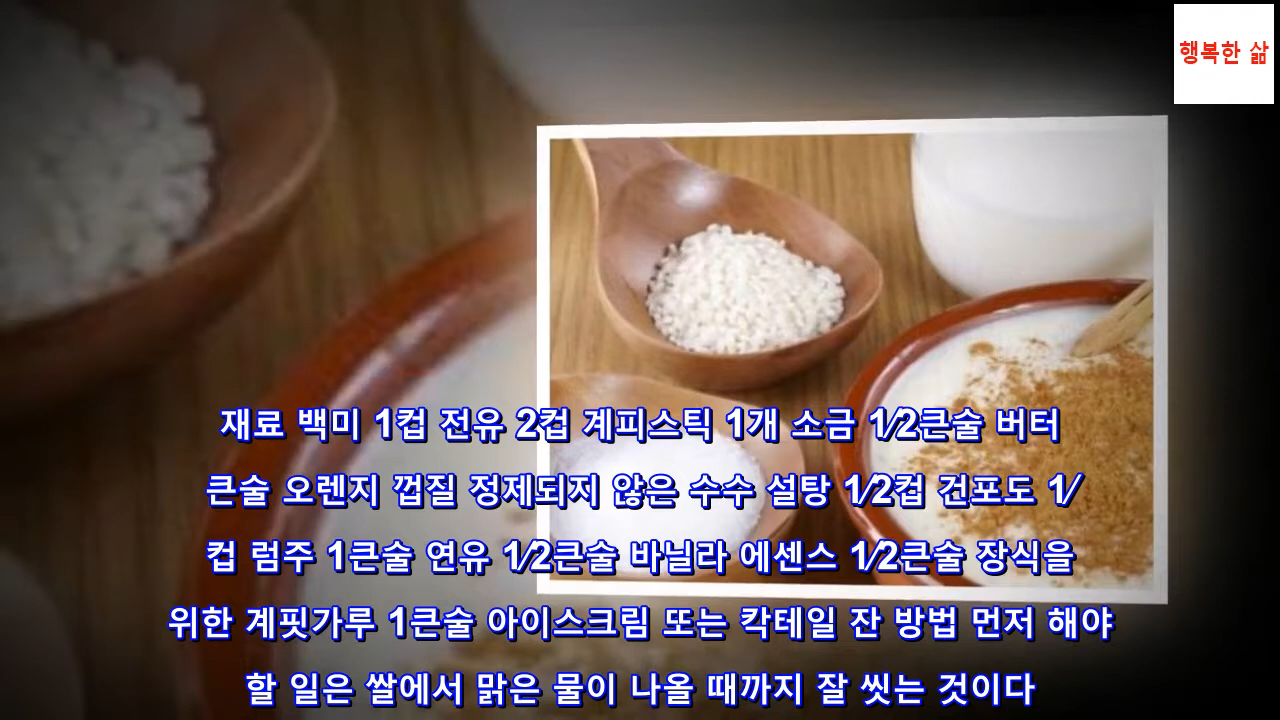 행복한 삶
재료 백미 1컵 전유 2컵 계피스틱 1개 소금 1⁄2큰술 버터
큰술 오렌지 껍질 정제되지 않은 수수 설탕 1⁄2컵 건포도 1⁄
컵 럼주 1큰술 연유 1⁄2큰술 바닐라 에센스 1⁄2큰술 장식을
위한 계핏가루 1큰술 아이스크림 또는 칵테일 잔 방법 먼저 해야
할 일은 쌀에서 맑은 물이 나올 때까지 잘 씻는 것이다